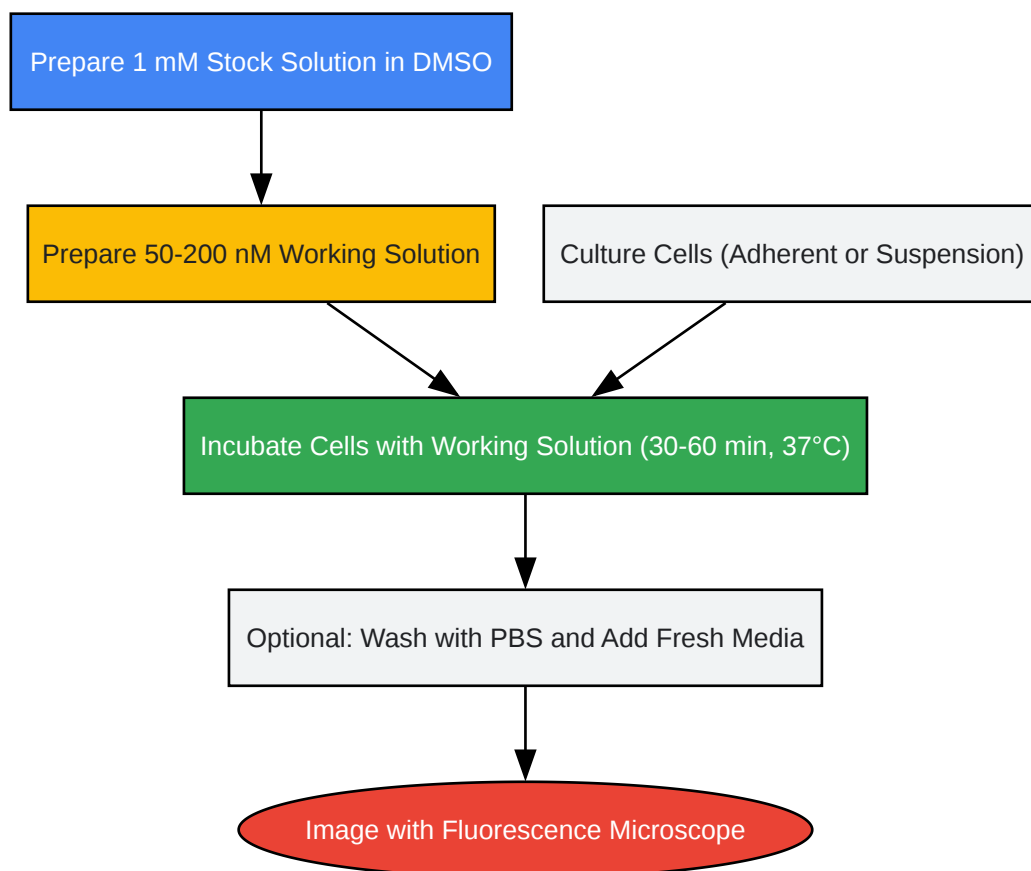 Prepare 1 mM Stock Solution in DMSO
Prepare 50-200 nM Working Solution
Culture Cells (Adherent or Suspension)
Incubate Cells with Working Solution (30-60 min, 37°C)
Optional: Wash with PBS and Add Fresh Media
Image with Fluorescence Microscope